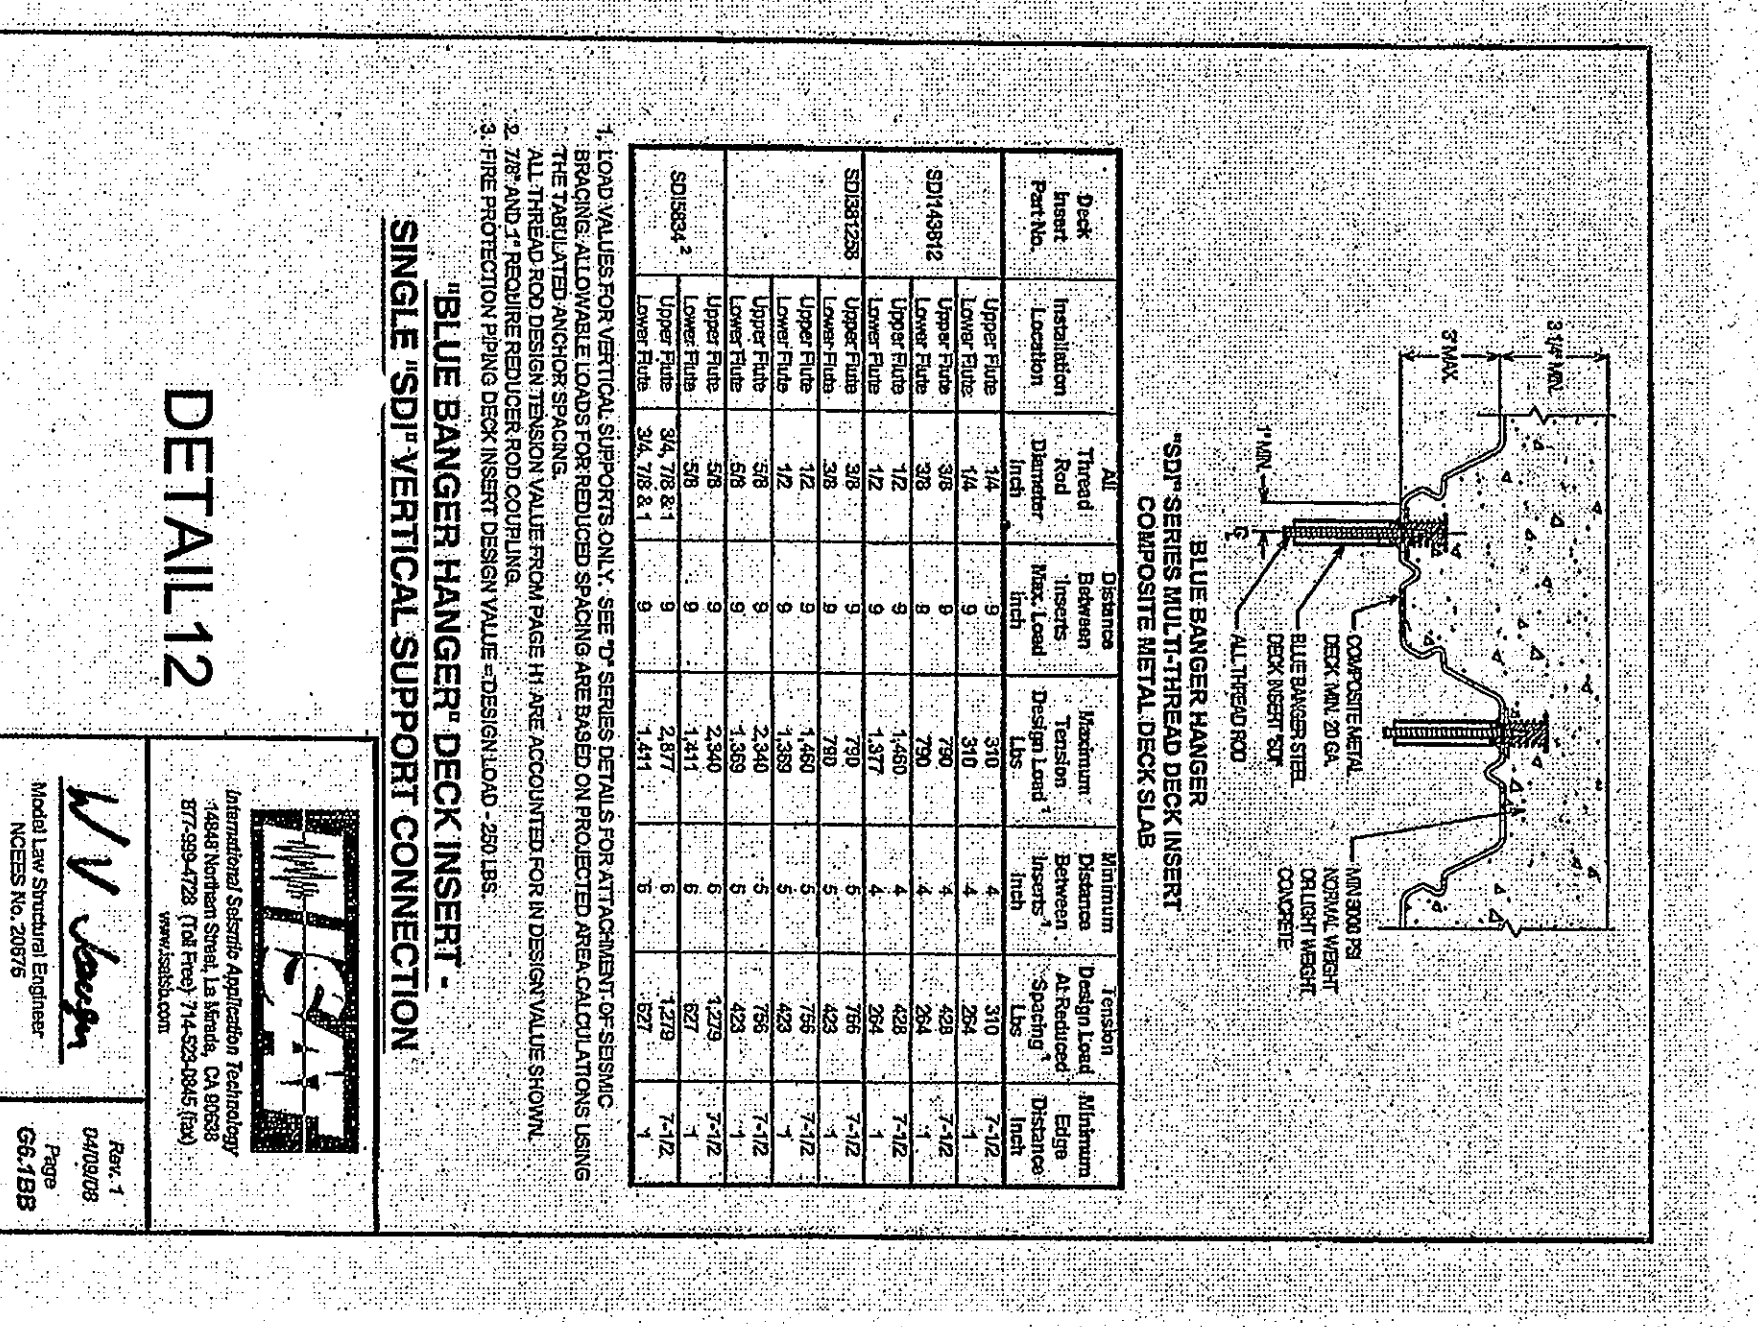 3 1/4" MIN.
3" MAX.
1" MIN.
COMPOSITE METAL
DECK MIN. 20 GA.
BLUE BANGER STEEL
DECK INSERT "SDI"
ALL THREAD ROD
MIN 3000 PSI
NORMAL WEIGHT
OR LIGHT WEIGHT
CONCRETE
BLUE BANGER HANGER
"SDI" SERIES MULTI-THREAD DECK INSERT
COMPOSITE METAL DECK SLAB
Deck Insert Part No. | Installation Location | All Thread Rod Diameter Inch | Distance Between Inserts Max. Load Inch | Maximum Tension Design Load 1 Lbs | Minimum Distance Between Inserts 1 Inch | Tension Design Load At Reduced Spacing 1 Lbs | Minimum Edge Distance Inch
SDI143812 | Upper Flute | 1/4 | 9 | 310 | 4 | 310 | 7-1/2
Lower Flute | 1/4 | 9 | 310 | 4 | 264 | 1
Upper Flute | 3/8 | 9 | 790 | 4 | 428 | 7-1/2
Lower Flute | 3/8 | 9 | 790 | 4 | 264 | 1
Upper Flute | 1/2 | 9 | 1,460 | 4 | 428 | 7-1/2
Lower Flute | 1/2 | 9 | 1,377 | 4 | 264 | 1
SDI381258 | Upper Flute | 3/8 | 9 | 790 | 5 | 756 | 7-1/2
Lower Flute | 3/8 | 9 | 790 | 5 | 423 | 1
Upper Flute | 1/2 | 9 | 1,460 | 5 | 756 | 7-1/2
Lower Flute | 1/2 | 9 | 1,369 | 5 | 423 | 1
Upper Flute | 5/8 | 9 | 2,340 | 5 | 756 | 7-1/2
Lower Flute | 5/8 | 9 | 1,369 | 5 | 423 | 1
SDI5834 2 | Upper Flute | 5/8 | 9 | 2,340 | 6 | 1,279 | 7-1/2
Lower Flute | 5/8 | 9 | 1,411 | 6 | 627 | 1
Upper Flute | 3/4, 7/8 & 1 | 9 | 2,877 | 6 | 1,279 | 7-1/2
Lower Flute | 3/4, 7/8 & 1 | 9 | 1,411 | 6 | 627 | 1
1. LOAD VALUES FOR VERTICAL SUPPORTS ONLY. SEE "D" SERIES DETAILS FOR ATTACHMENT OF SEISMIC
BRACING. ALLOWABLE LOADS FOR REDUCED SPACING ARE BASED ON PROJECTED AREA CALCULATIONS USING
THE TABULATED ANCHOR SPACING.
ALL THREAD ROD DESIGN TENSION VALUE FROM PAGE H1 ARE ACCOUNTED FOR IN DESIGN VALUE SHOWN.
2. 7/8" AND 1" REQUIRE REDUCER ROD COUPLING.
3. FIRE PROTECTION PIPING DECK INSERT DESIGN VALUE = DESIGN LOAD - 250 LBS.
"BLUE BANGER HANGER" DECK INSERT -
SINGLE "SDI" VERTICAL SUPPORT CONNECTION
DETAIL 12
ISAT
International Seismic Application Technology
14848 Northam Street, La Mirada, CA 90638
877-999-4728 (Toll Free) 714-523-0845 (fax)
www.isatsb.com
Model Law Structural Engineer
NCEES No. 20676
Rev. 1
04/09/08
Page
G6.1BB